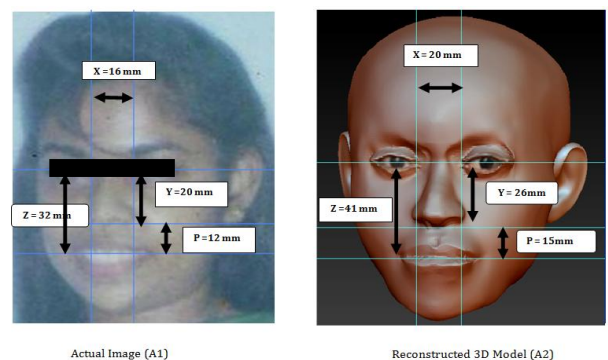 X =16 mm
Y =20 mm
Z = 32 mm
P =12 mm
Actual Image (A1)
X = 20 mm
Y = 26mm
Z =41 mm
P = 15mm
Reconstructed 3D Model (A2)